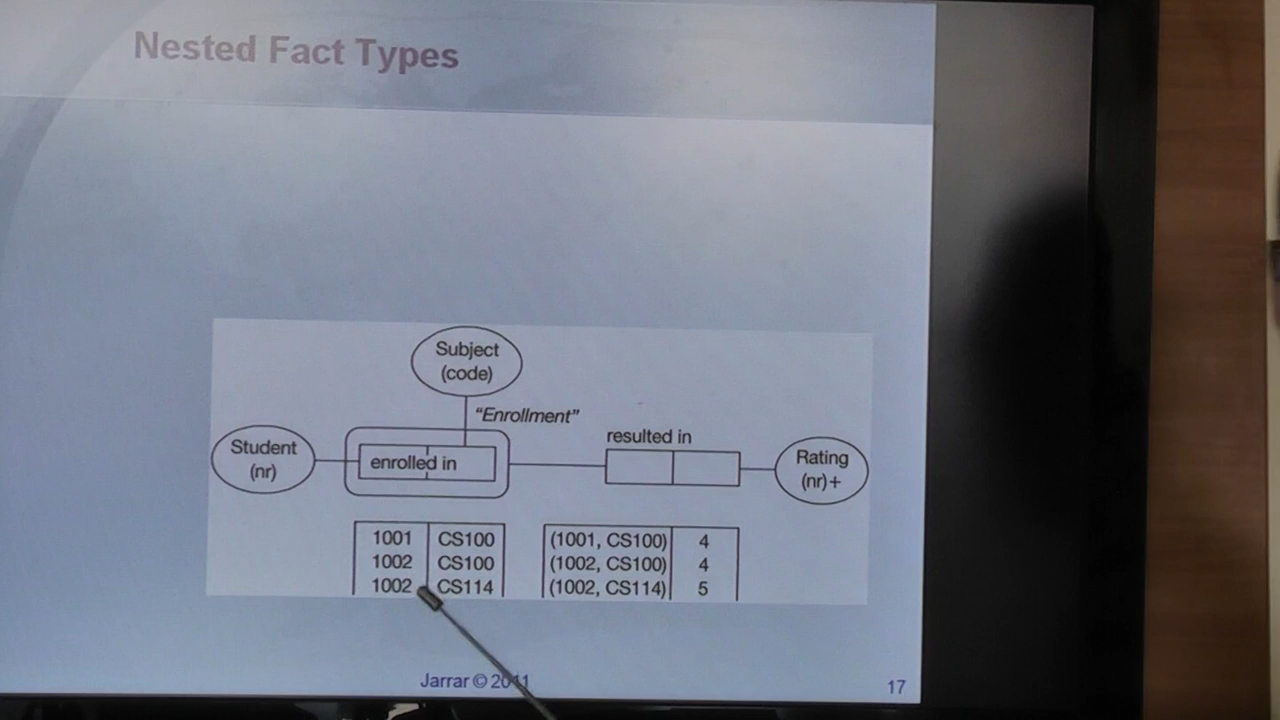 Nested Fact Types
Subject
(code)
"Enrollment"
Student
(nr)
enrolled in
resulted in
Rating
(nr)+
1001 CS100
1002 CS100
1002 CS114
(1001, CS100) 4
(1002, CS100) 4
(1002, CS114) 5
Jarrar © 2011
17